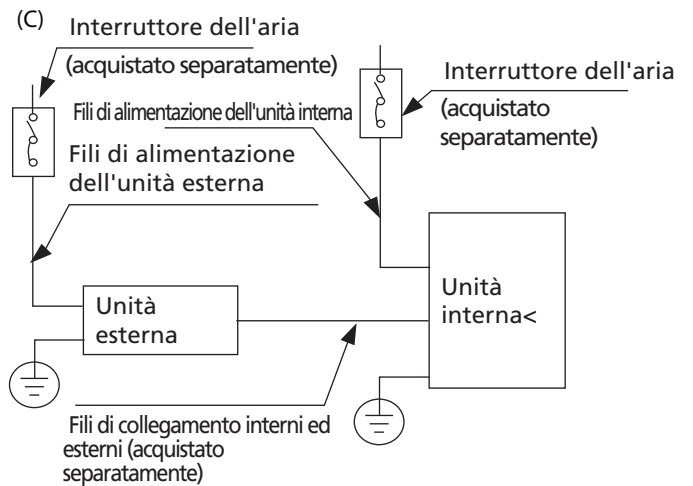 (C)
Interruttore dell'aria
(acquistato separatamente)
Interruttore dell'aria
(acquistato
separatamente)
Fili di alimentazione dell'unità interna
Fili di alimentazione
dell'unità esterna
Unità
esterna
Unità
interna<
Fili di collegamento interni ed
esterni (acquistato
separatamente)